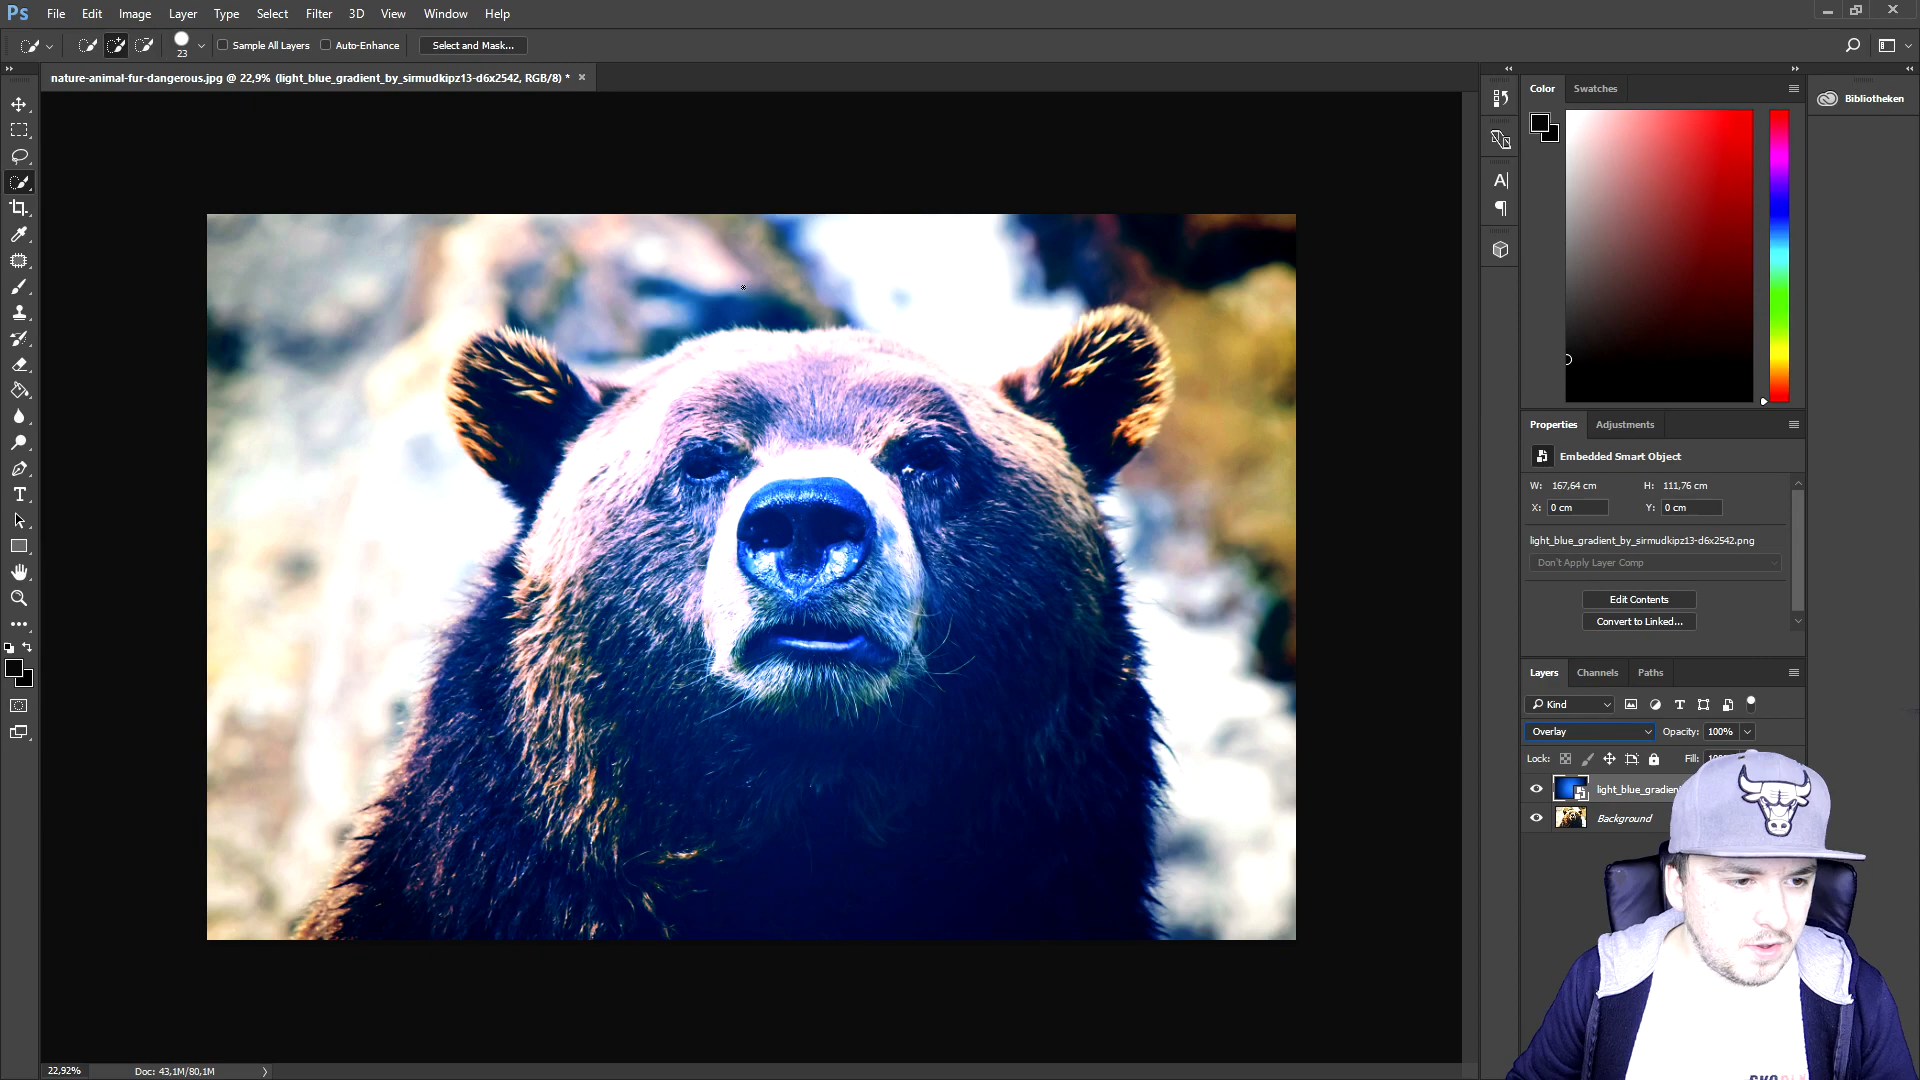 Ps File Edit Image Layer Type Select Filter 3D View Window Help
23 Sample All Layers Auto-Enhance Select and Mask...
nature-animal-fur-dangerous.jpg @ 22,9% (light_blue_gradient_by_sirmudkipz13-d6x2542, RGB/8) * ×
Color Swatches
Bibliotheken
Properties Adjustments
Embedded Smart Object
W: 167,64 cm H: 111,76 cm
X: 0 cm Y: 0 cm
light_blue_gradient_by_sirmudkipz13-d6x2542.png
Don't Apply Layer Comp
Edit Contents
Convert to Linked...
Layers Channels Paths
Kind
Overlay Opacity: 100%
Lock: Fill:
light_blue_gradien
Background
22,92% Doc: 43,1M/80,1M